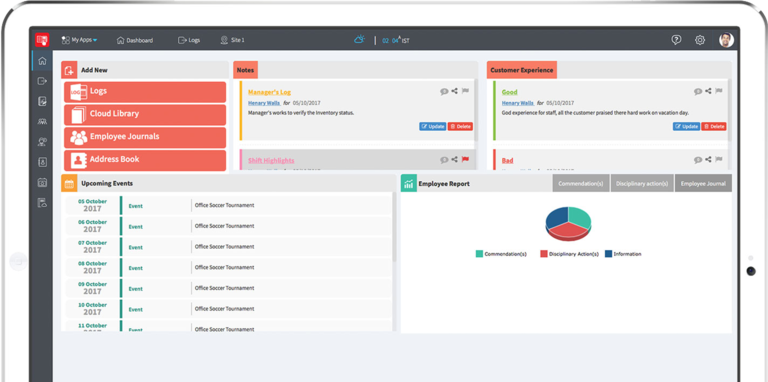 My Apps
Dashboard
Logs
Site 1
02 04 IST
Add New
Logs
Cloud Library
Employee Journals
Address Book
Notes
Manager's Log
Henary Walls for 05/10/2017
Manager's works to verify the Inventory status.
Update
Delete
Shift Highlights
Customer Experience
Good
Henary Walls for 05/10/2017
God experience for staff, all the customer praised there hard work on vacation day.
Update
Delete
Bad
Upcoming Events
05 October
2017
Event
Office Soccer Tournament
06 October
2017
Event
Office Soccer Tournament
07 October
2017
Event
Office Soccer Tournament
08 October
2017
Event
Office Soccer Tournament
09 October
2017
Event
Office Soccer Tournament
10 October
2017
Event
Office Soccer Tournament
11 October
Event
Office Soccer Tournament
Employee Report
Commendation(s)
Disciplinary action(s)
Employee Journal
Commendation(s)
Disciplinary Action(s)
Information